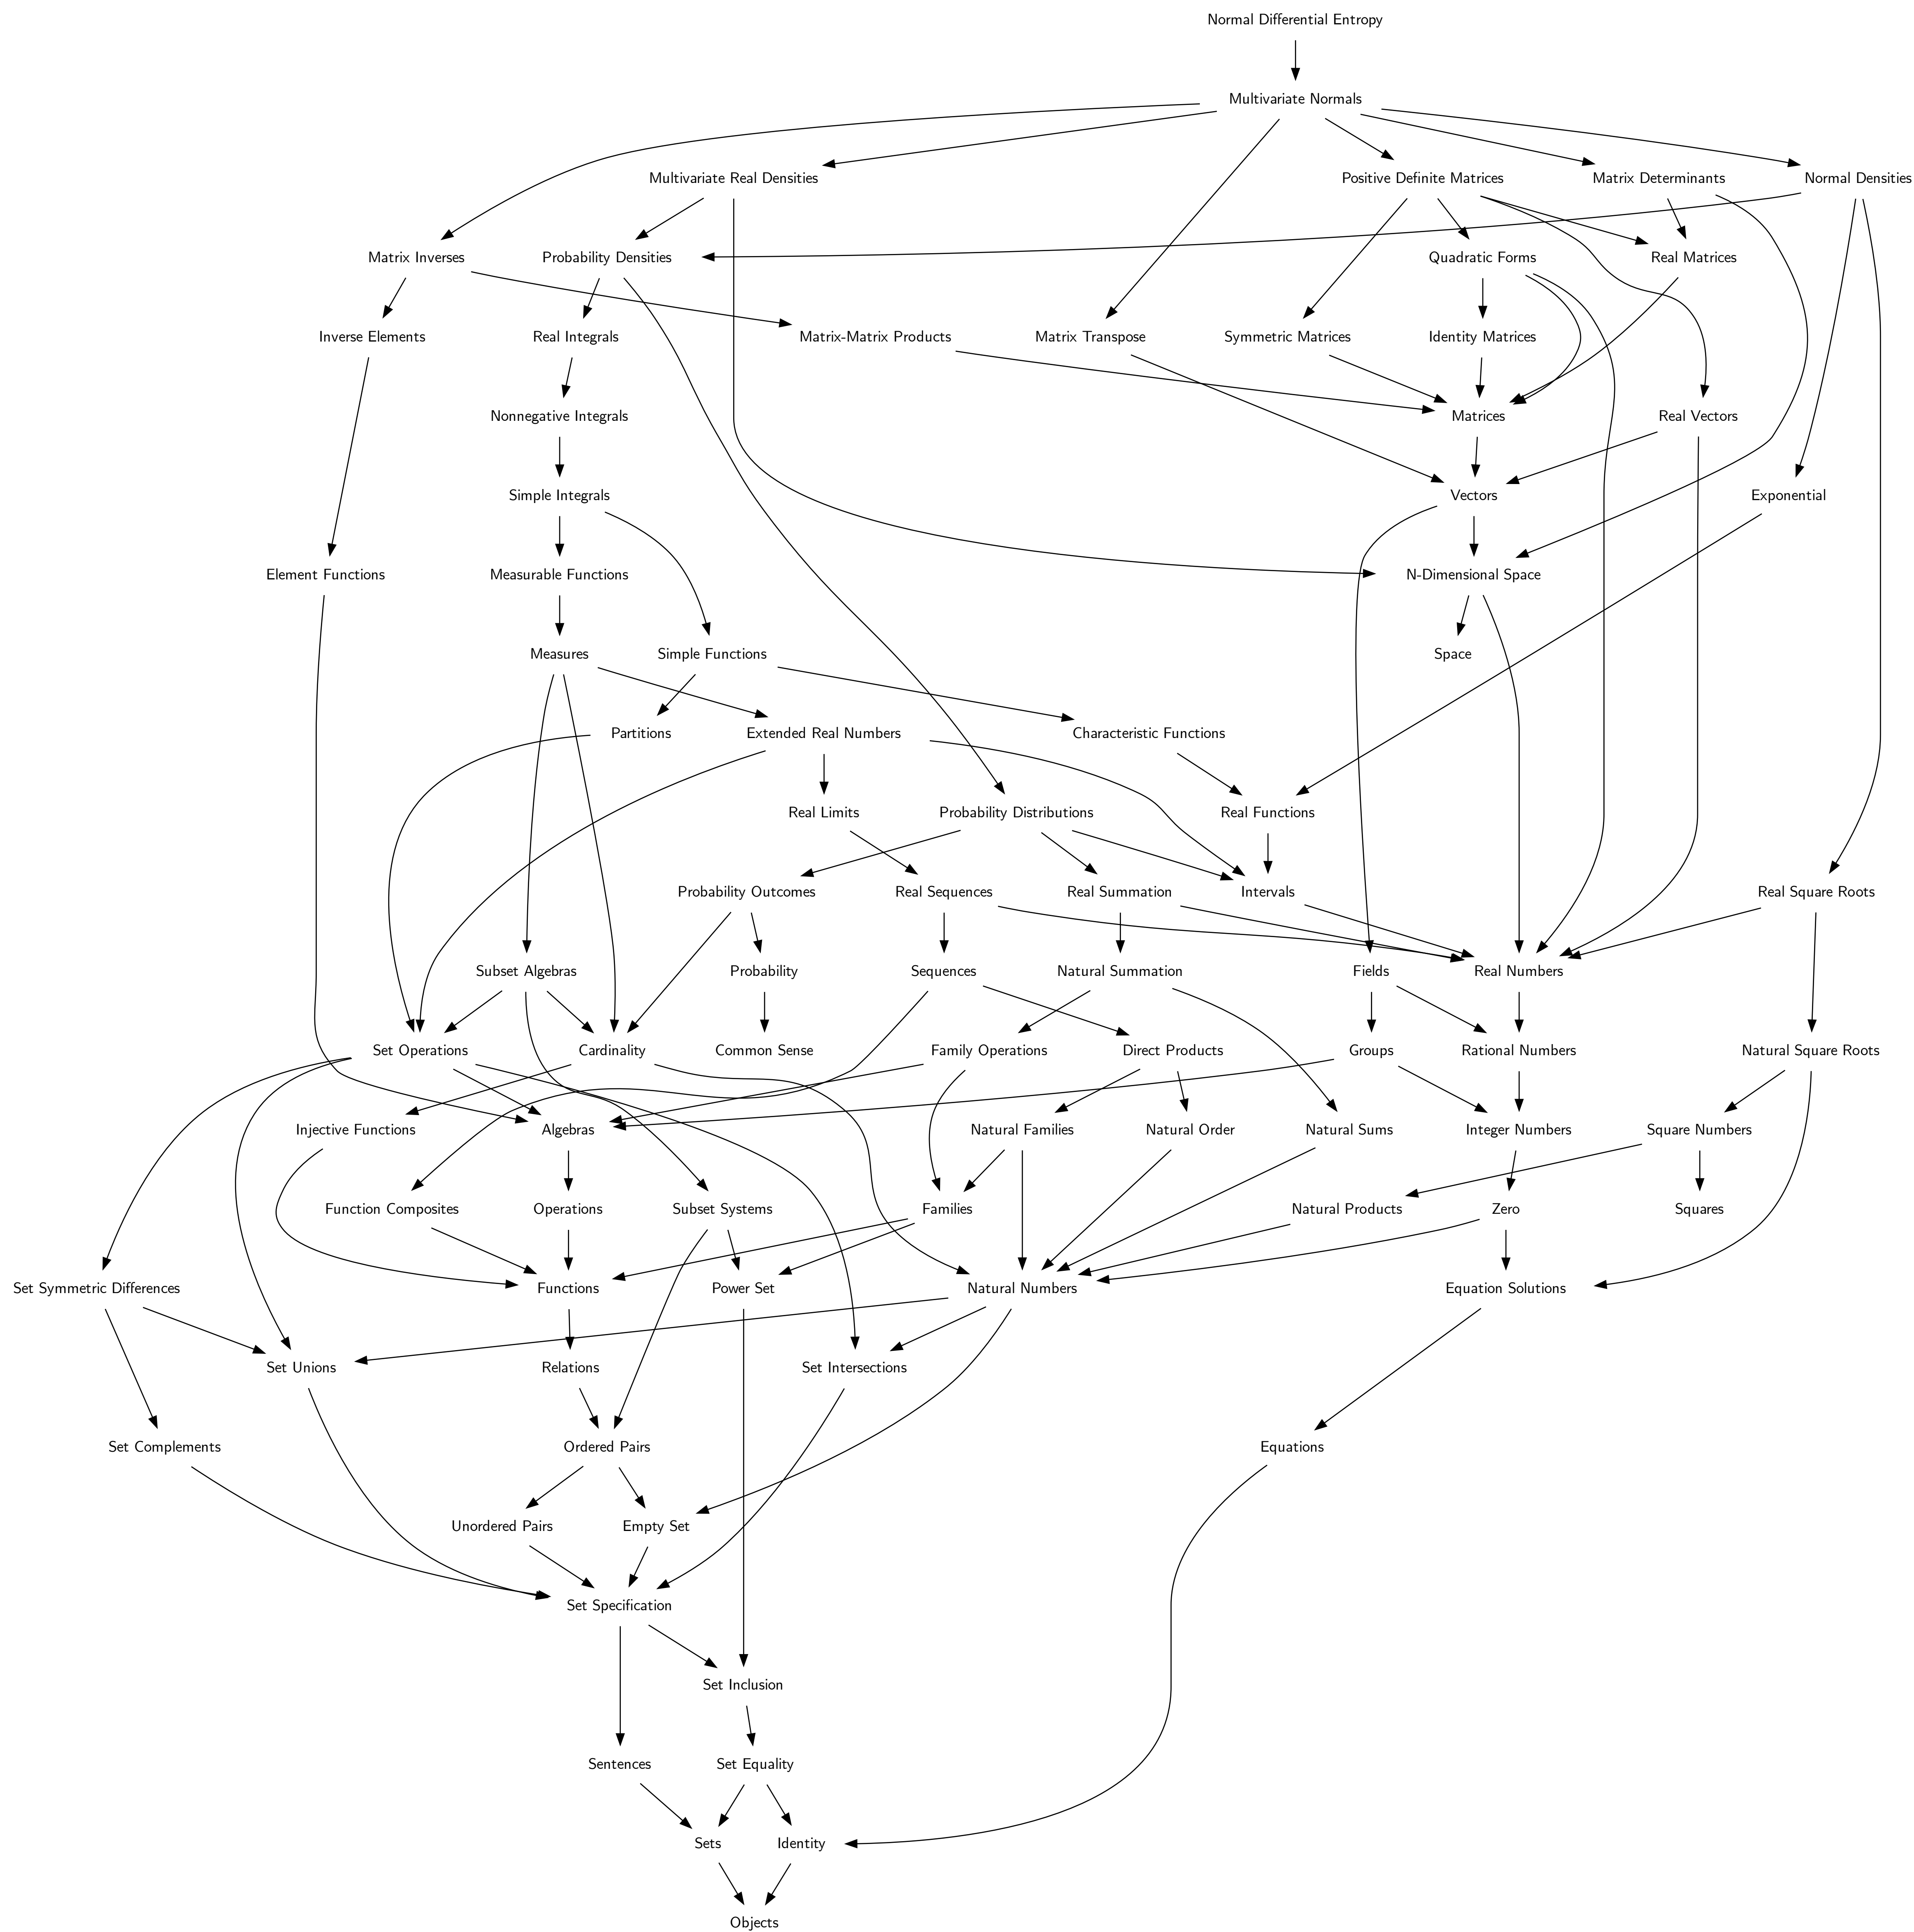 Normal Differential Entropy
Multivariate Normals
Multivariate Real Densities
Positive Definite Matrices
Matrix Determinants
Normal Densities
Matrix Inverses
Probability Densities
Quadratic Forms
Real Matrices
Inverse Elements
Real Integrals
Matrix-Matrix Products
Matrix Transpose
Symmetric Matrices
Identity Matrices
Nonnegative Integrals
Matrices
Real Vectors
Simple Integrals
Vectors
Exponential
Element Functions
Measurable Functions
N-Dimensional Space
Measures
Simple Functions
Space
Partitions
Extended Real Numbers
Characteristic Functions
Real Limits
Probability Distributions
Real Functions
Probability Outcomes
Real Sequences
Real Summation
Intervals
Real Square Roots
Subset Algebras
Probability
Sequences
Natural Summation
Fields
Real Numbers
Set Operations
Cardinality
Common Sense
Family Operations
Direct Products
Groups
Rational Numbers
Natural Square Roots
Injective Functions
Algebras
Natural Families
Natural Order
Natural Sums
Integer Numbers
Square Numbers
Function Composites
Operations
Subset Systems
Families
Natural Products
Zero
Squares
Set Symmetric Differences
Functions
Power Set
Natural Numbers
Equation Solutions
Set Unions
Relations
Set Intersections
Set Complements
Ordered Pairs
Equations
Unordered Pairs
Empty Set
Set Specification
Set Inclusion
Sentences
Set Equality
Sets
Identity
Objects